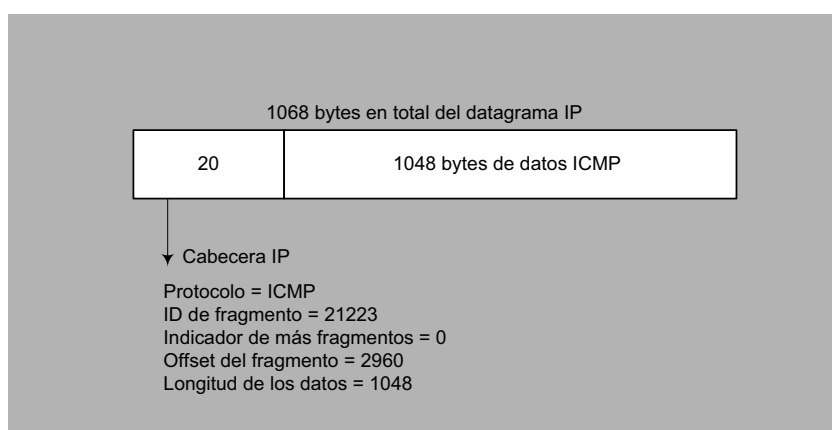 1068 bytes en total del datagrama IP
20
1048 bytes de datos ICMP
Cabecera IP
Protocolo = ICMP
ID de fragmento = 21223
Indicador de más fragmentos = 0
Offset del fragmento = 2960
Longitud de los datos = 1048